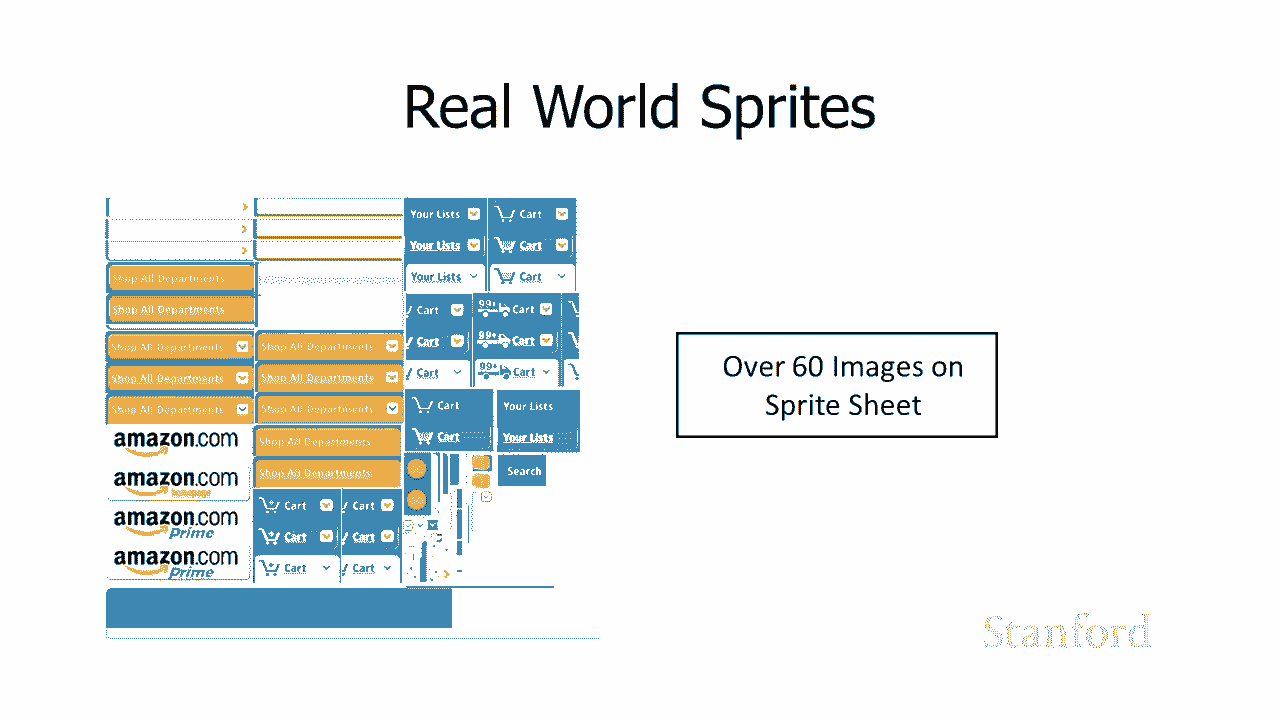 Real World Sprites
Your Lists
Cart
Your Lists
Cart
Your Lists
Cart
Shop All Departments
Shop All Departments
Cart
99+
Cart
Cart
99+
Cart
Cart
99+
Cart
Shop All Departments
Shop All Departments
Shop All Departments
Shop All Departments
Shop All Departments
Shop All Departments
Cart
Your Lists
Cart
Your Lists
amazon.com
Shop All Departments
amazon.com
homepage
Shop All Departments
Search
amazon.com
Prime
Cart
Cart
Cart
Cart
amazon.com
Prime
Cart
Cart
Over 60 Images on
Sprite Sheet
Stanford